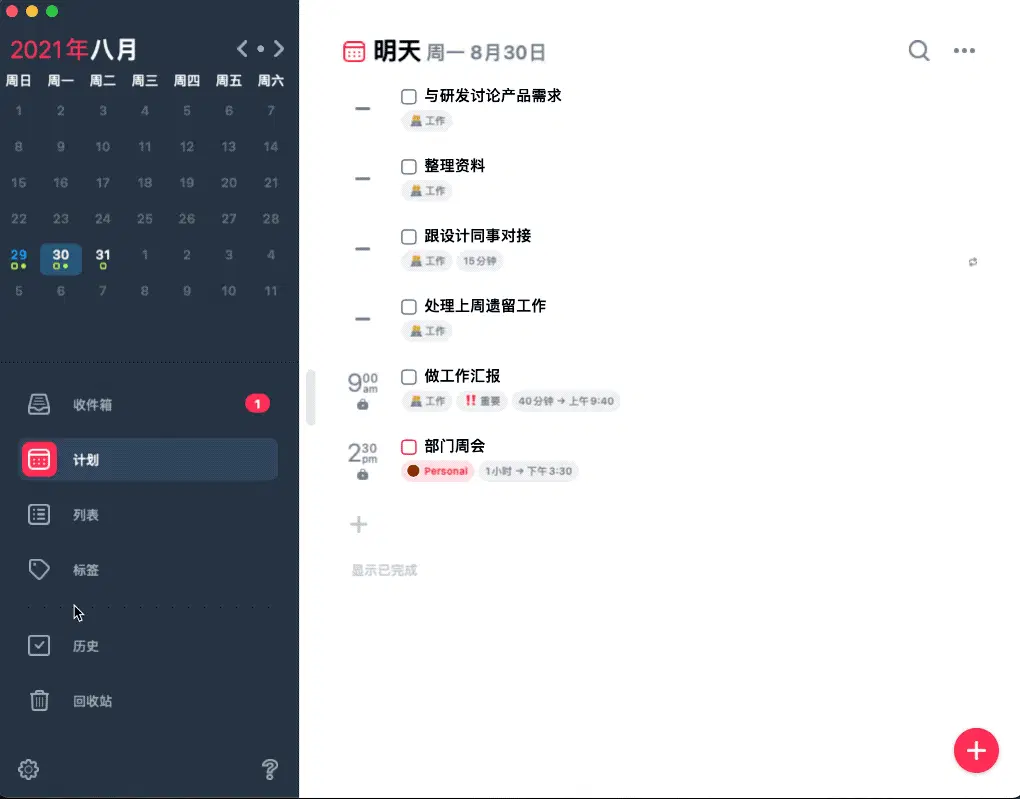 2021年八月
周日 周一 周二 周三 周四 周五 周六
1 2 3 4 5 6 7
8 9 10 11 12 13 14
15 16 17 18 19 20 21
22 23 24 25 26 27 28
29 30 31 1 2 3 4
5 6 7 8 9 10 11
收件箱 1
计划
列表
标签
历史
回收站
明天 周一 8月30日
与研发讨论产品需求
工作
整理资料
工作
跟设计同事对接
工作 15分钟
处理上周遗留工作
工作
9 00 am 做工作汇报
工作 ‼ 重要 40分钟 → 上午9:40
2 30 pm 部门周会
Personal 1小时 → 下午3:30
显示已完成